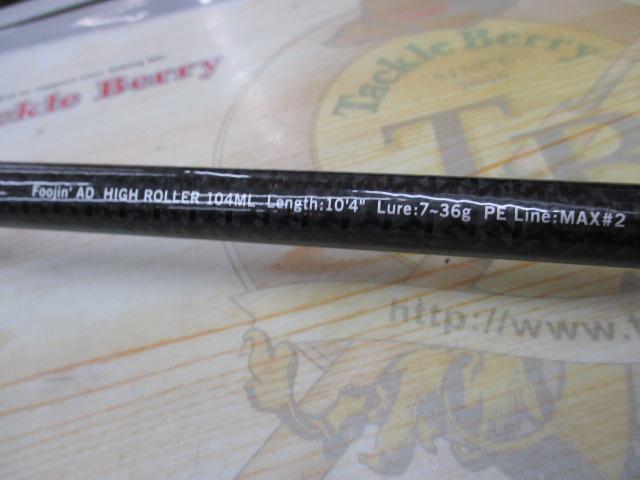 Tackle Berry
Tackle Berry
SINCE
Foojin' AD HIGH ROLLER 104ML Length:10'4" Lure:7~36g PE Line:MAX#2
http://www.